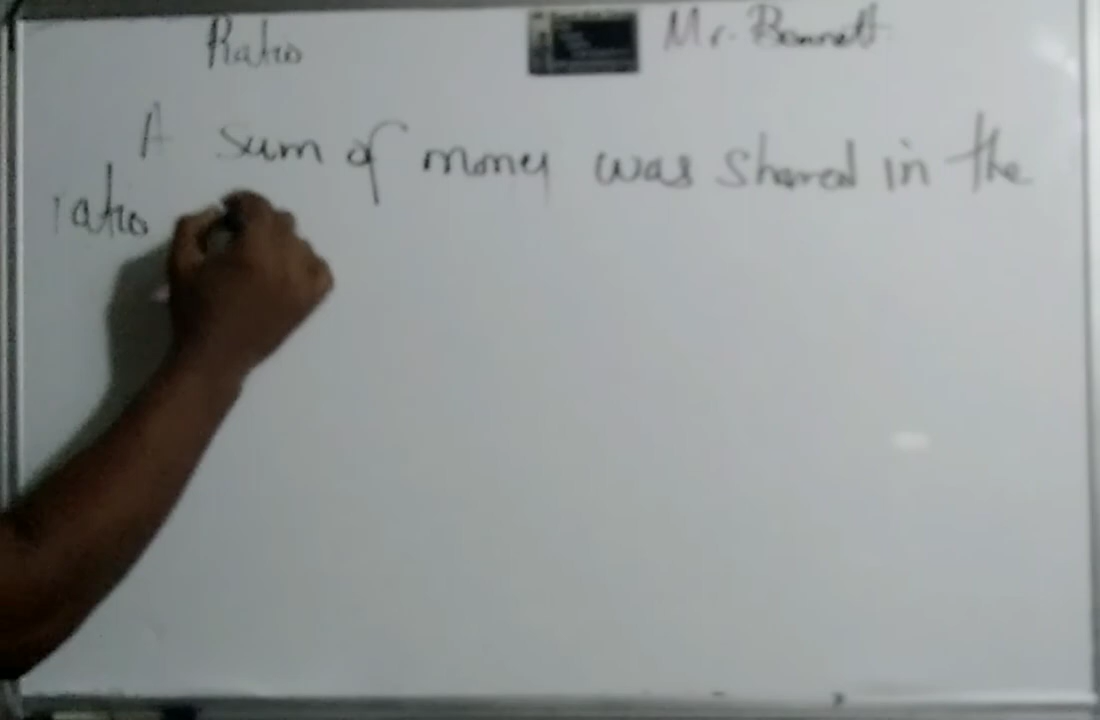 Ratio Mr. Bennett
A sum of money was shared in the
ratio